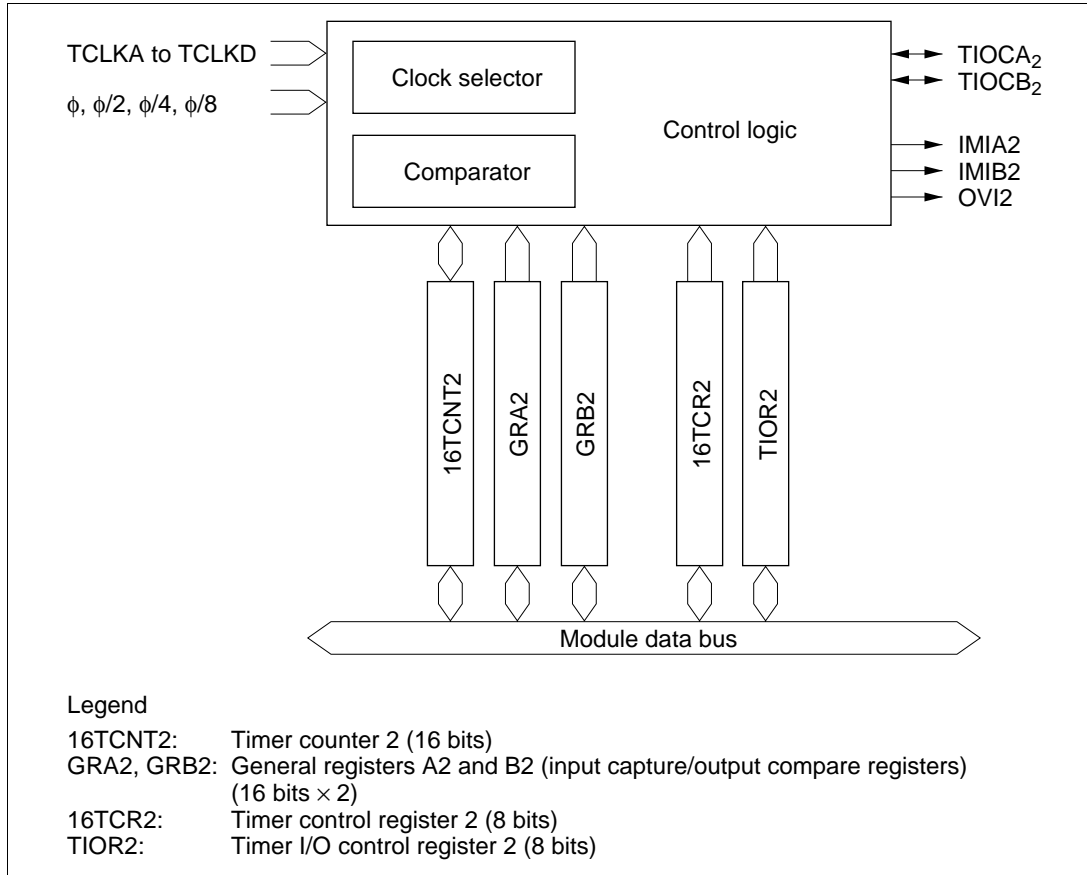 TCLKA to TCLKD
ϕ, ϕ/2, ϕ/4, ϕ/8
Clock selector
Comparator
Control logic
TIOCA₂
TIOCB₂
IMIA2
IMIB2
OVI2
16TCNT2
GRA2
GRB2
16TCR2
TIOR2
Module data bus
Legend
16TCNT2: Timer counter 2 (16 bits)
GRA2, GRB2: General registers A2 and B2 (input capture/output compare registers)
(16 bits × 2)
16TCR2: Timer control register 2 (8 bits)
TIOR2: Timer I/O control register 2 (8 bits)